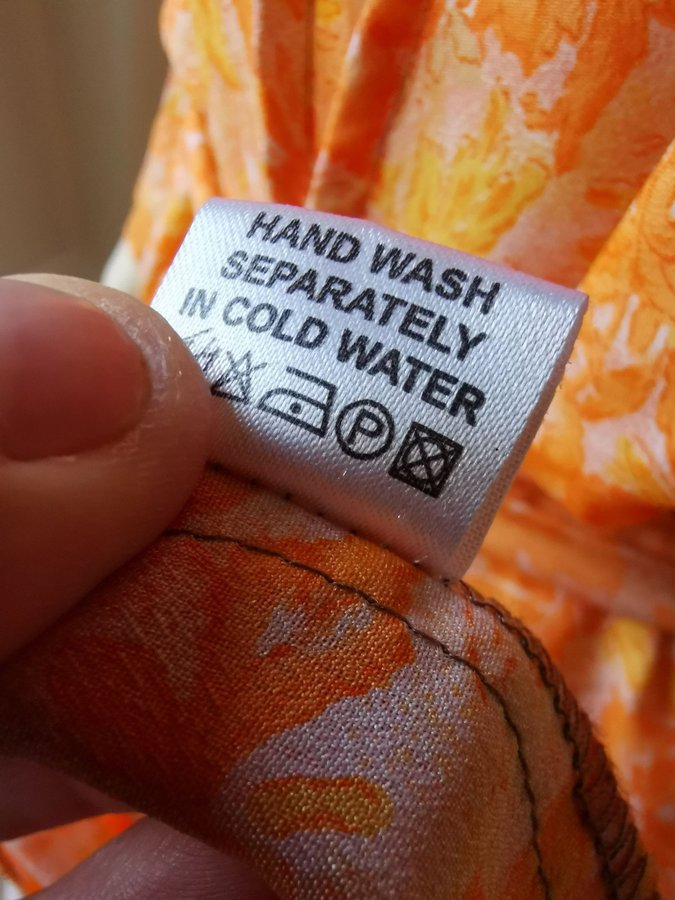 HAND WASH
SEPARATELY
IN COLD WATER
P